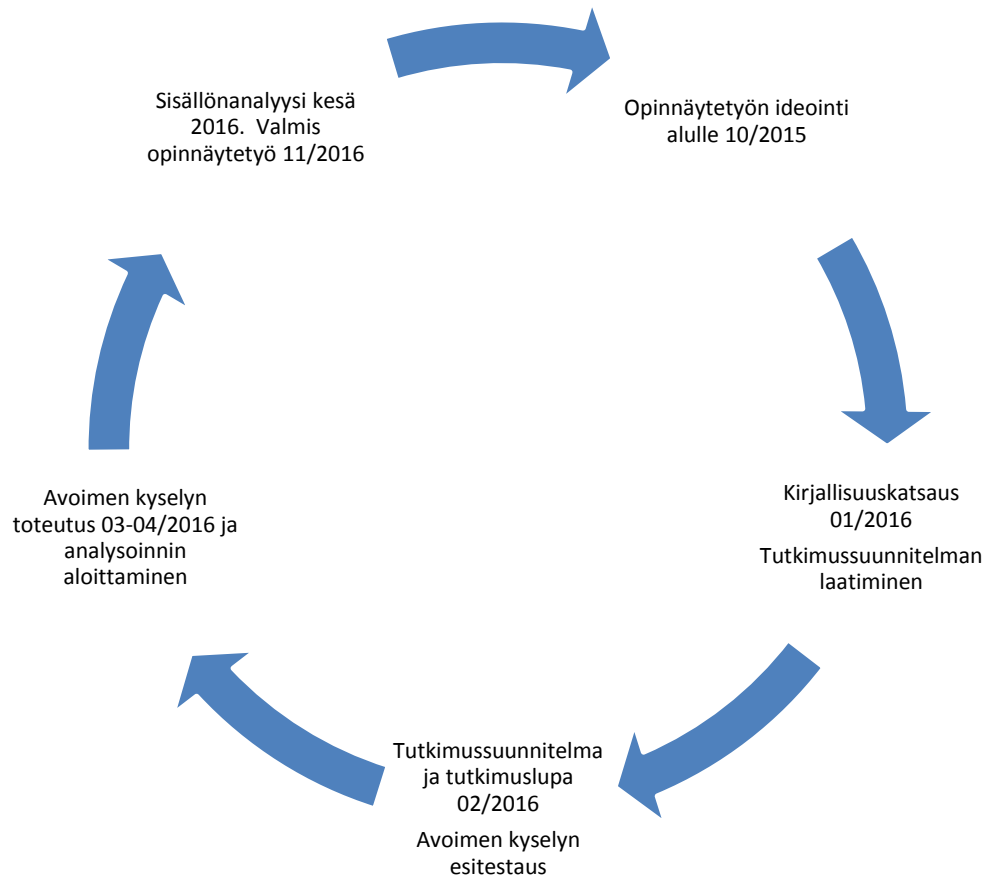 Opinnäytetyön ideointi
alulle 10/2015
Kirjallisuuskatsaus
01/2016
Tutkimussuunnitelman
laatiminen
Tutkimussuunnitelma
ja tutkimuslupa
02/2016
Avoimen kyselyn
esitestaus
Avoimen kyselyn
toteutus 03-04/2016 ja
analysoinnin
aloittaminen
Sisällönanalyysi kesä
2016. Valmis
opinnäytetyö 11/2016